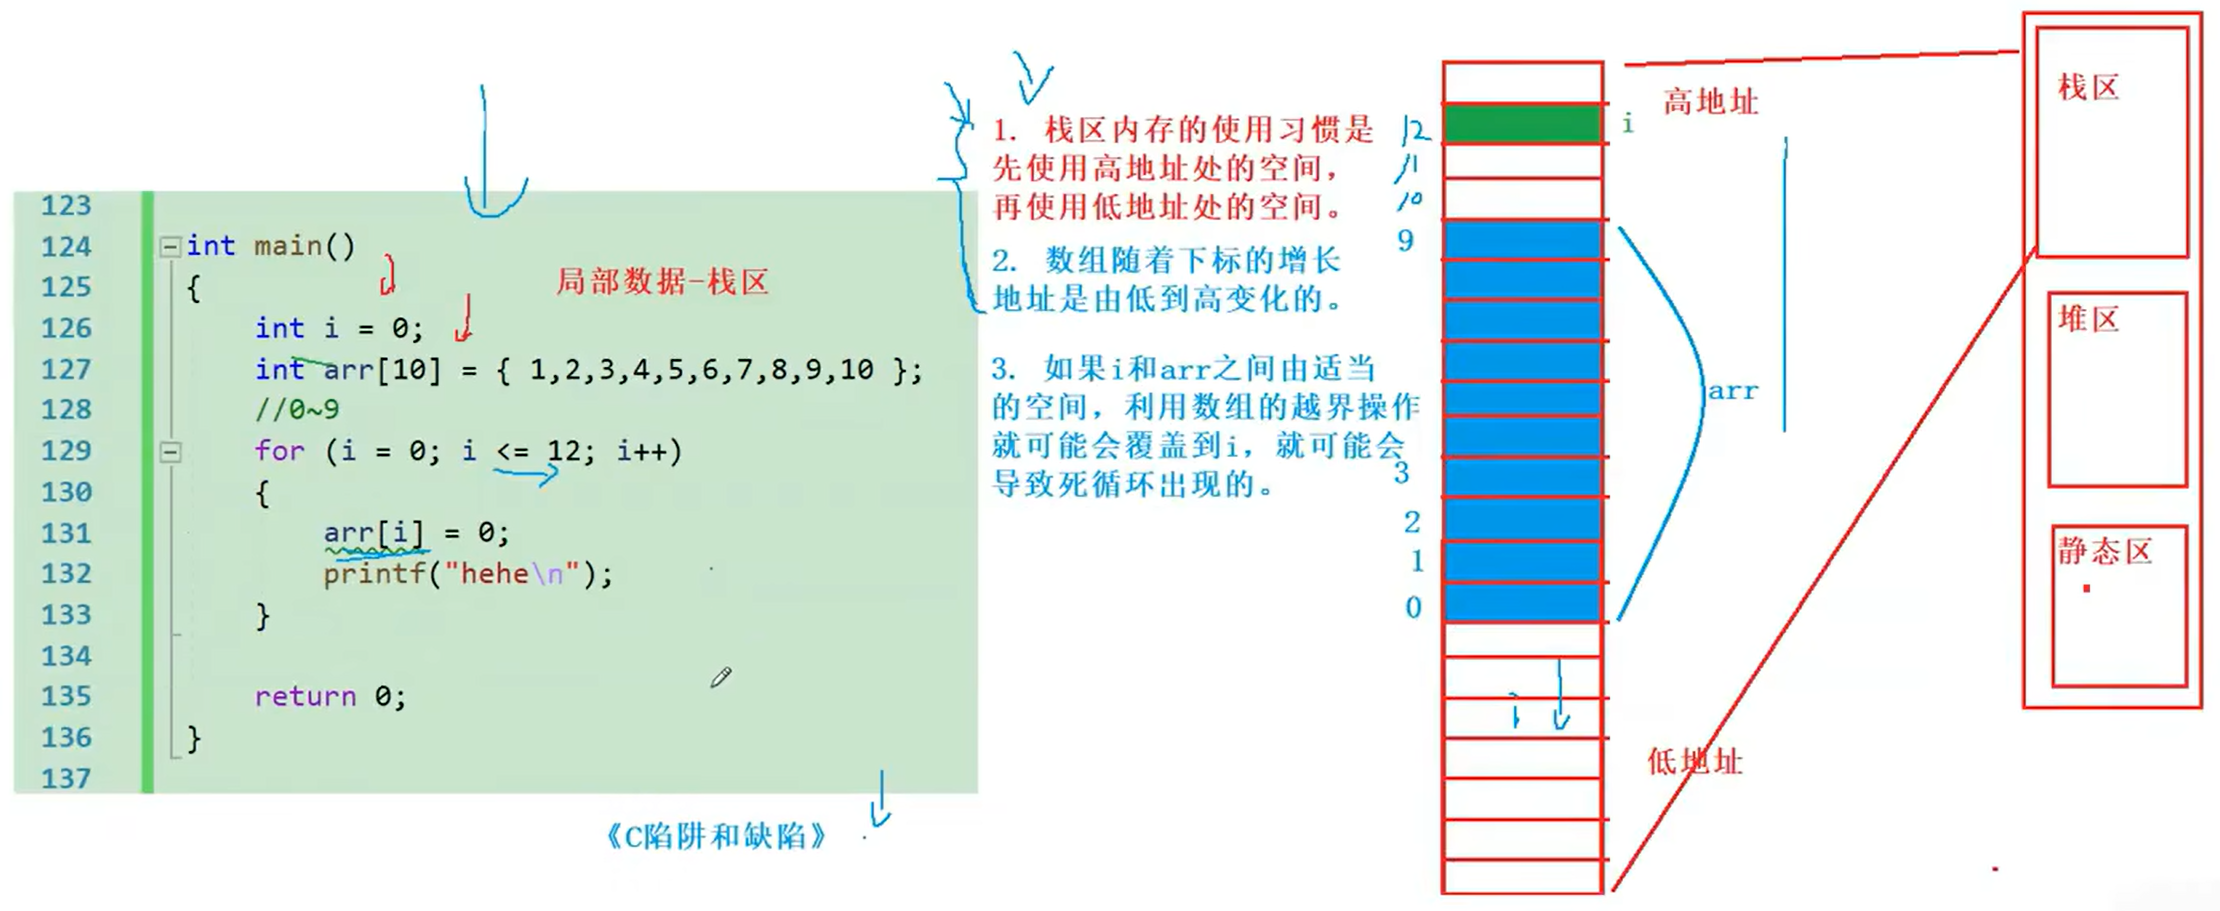 123
124 int main()
125 {
126 int i = 0;
127 int arr[10] = { 1,2,3,4,5,6,7,8,9,10 };
128 //0~9
129 for (i = 0; i <= 12; i++)
130 {
131 arr[i] = 0;
132 printf("hehe\n");
133 }
134
135 return 0;
136 }
137
局部数据-栈区
《C陷阱和缺陷》
1. 栈区内存的使用习惯是
先使用高地址处的空间，
再使用低地址处的空间。
2. 数组随着下标的增长
地址是由低到高变化的。
3. 如果i和arr之间由适当
的空间，利用数组的越界操作
就可能会覆盖到i，就可能会
导致死循环出现的。
12
11
10
9
3
2
1
0
i
高地址
i
arr
低地址
栈区
堆区
静态区